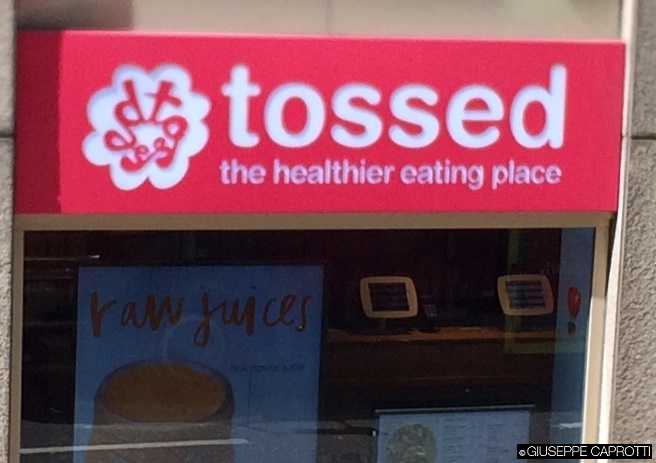 tossed
the healthier eating place
raw juices
©GIUSEPPE CAPROTTI